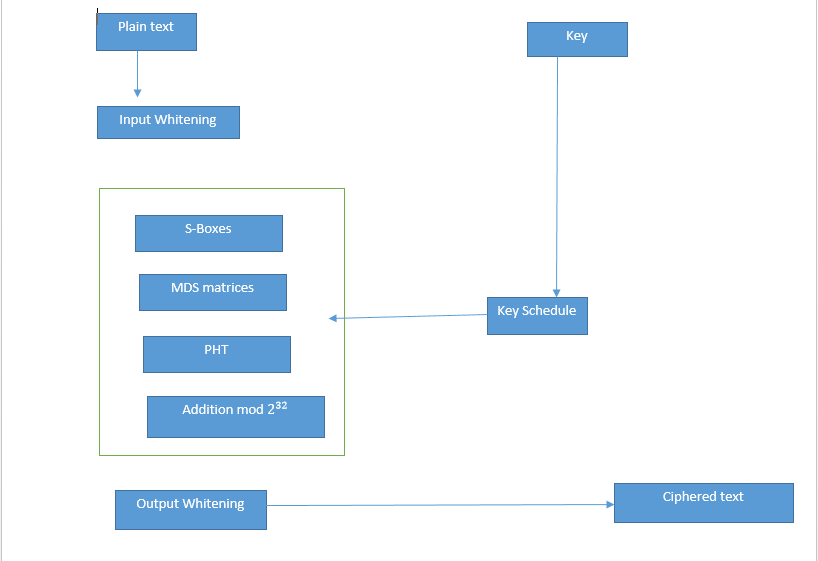 Plain text
Key
Input Whitening
S-Boxes
MDS matrices
Key Schedule
PHT
Addition mod 2³²
Output Whitening
Ciphered text